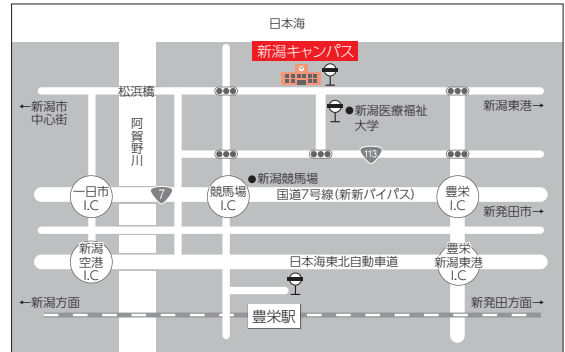 日本海
新潟キャンパス
松浜橋
←新潟市
中心街
新潟東港→
阿賀野川
●新潟医療福祉
大学
113
●新潟競馬場
一日市
I.C
7
競馬場
I.C
国道7号線(新新バイパス)
豊栄
I.C
新発田市→
新潟
空港
I.C
日本海東北自動車道
豊栄
新潟東港
I.C
←新潟方面
豊栄駅
新発田方面→